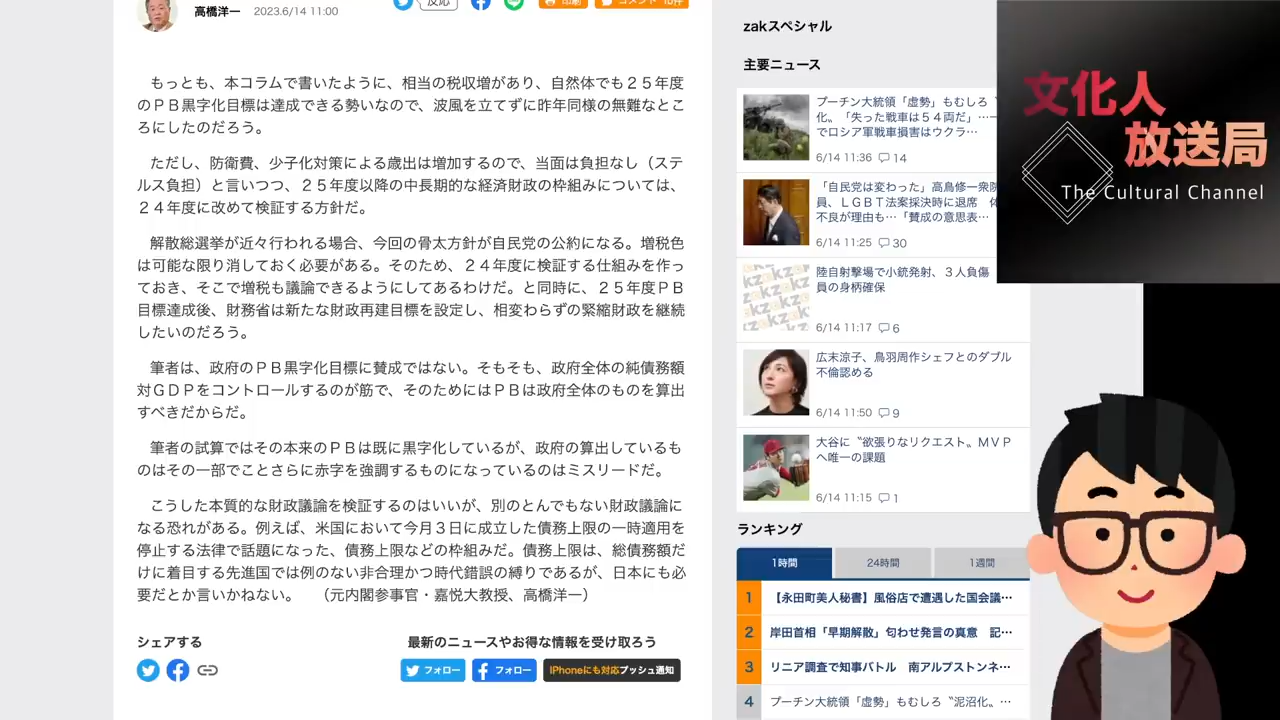 高橋洋一 2023.6/14 11:00
反応
印刷
コメント 10件
もっとも、本コラムで書いたように、相当の税収増があり、自然体でも２５年度
のＰＢ黒字化目標は達成できる勢いなので、波風を立てずに昨年同様の無難なとこ
ろにしたのだろう。
ただし、防衛費、少子化対策による歳出は増加するので、当面は負担なし（ステ
ルス負担）と言いつつ、２５年度以降の中長期的な経済財政の枠組みについては、
２４年度に改めて検証する方針だ。
解散総選挙が近々行われる場合、今回の骨太方針が自民党の公約になる。増税色
は可能な限り消しておく必要がある。そのため、２４年度に検証する仕組みを作っ
ておき、そこで増税も議論できるようにしてあるわけだ。と同時に、２５年度ＰＢ
目標達成後、財務省は新たな財政再建目標を設定し、相変わらずの緊縮財政を継続
したいのだろう。
筆者は、政府のＰＢ黒字化目標に賛成ではない。そもそも、政府全体の純債務額
対ＧＤＰをコントロールするのが筋で、そのためにはＰＢは政府全体のものを算出
すべきだからだ。
筆者の試算ではその本来のＰＢは既に黒字化しているが、政府の算出しているも
のはその一部でことさらに赤字を強調するものになっているのはミスリードだ。
こうした本質的な財政議論を検証するのはいいが、別のとんでもない財政議論に
なる恐れがある。例えば、米国において今月３日に成立した債務上限の一時適用を
停止する法律で話題になった、債務上限などの枠組みだ。債務上限は、総債務額だ
けに着目する先進国では例のない非合理かつ時代錯誤の縛りであるが、日本にも必
要だとか言いかねない。　（元内閣参事官・嘉悦大教授、高橋洋一）
シェアする
最新のニュースやお得な情報を受け取ろう
フォロー
フォロー
iPhoneにも対応プッシュ通知
zakスペシャル
主要ニュース
プーチン大統領「虚勢」もむしろ〝
化〟「失った戦車は５４両だ」…一
でロシア軍戦車損害はウクラ…
6/14 11:36 14
「自民党は変わった」高鳥修一衆院
員、ＬＧＢＴ法案採決時に退席　体
不良が理由も…「賛成の意思表…
6/14 11:25 30
陸自射撃場で小銃発射、３人負傷
員の身柄確保
6/14 11:17 6
広末涼子、鳥羽周作シェフとのダブル
不倫認める
6/14 11:50 9
大谷に〝欲張りなリクエスト〟ＭＶＰ
へ唯一の課題
6/14 11:15 1
ランキング
1時間 24時間 1週間
1 【永田町美人秘書】風俗店で遭遇した国会議…
2 岸田首相「早期解散」匂わせ発言の真意　記…
3 リニア調査で知事バトル　南アルプストンネ…
4 プーチン大統領「虚勢」もむしろ〝泥沼化〟…
文化人
放送局
The Cultural Channel